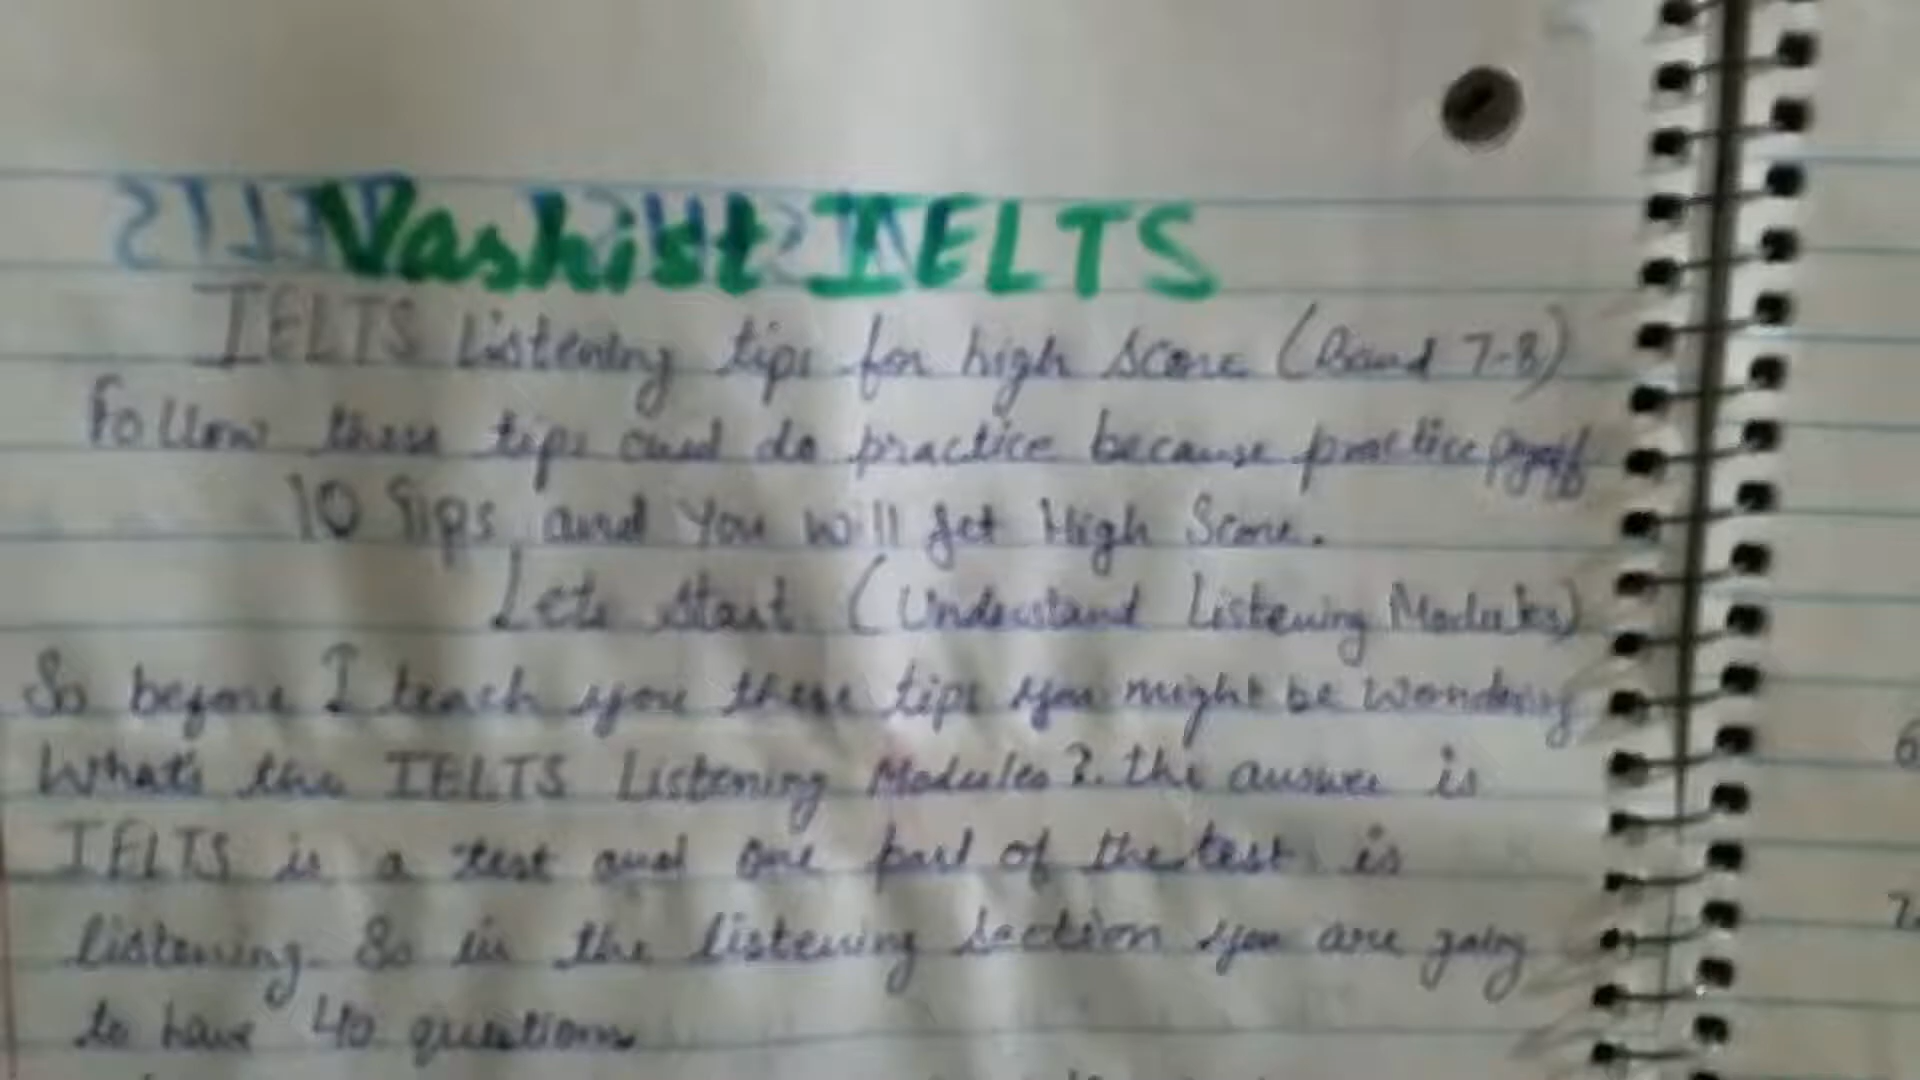 Vashist IELTS
IELTS Listening tips for high score (Band 7-8)
Follow these tips and do practice because practice payoff
10 Tips and You will get High Score.
Lets start (Understand Listening Modules)
So before I teach you these tips you might be wondering
What's the IELTS Listening Modules?. the answer is
IELTS is a test and one part of the test is
listening. So in the listening section you are going
to have 40 questions
6
7.